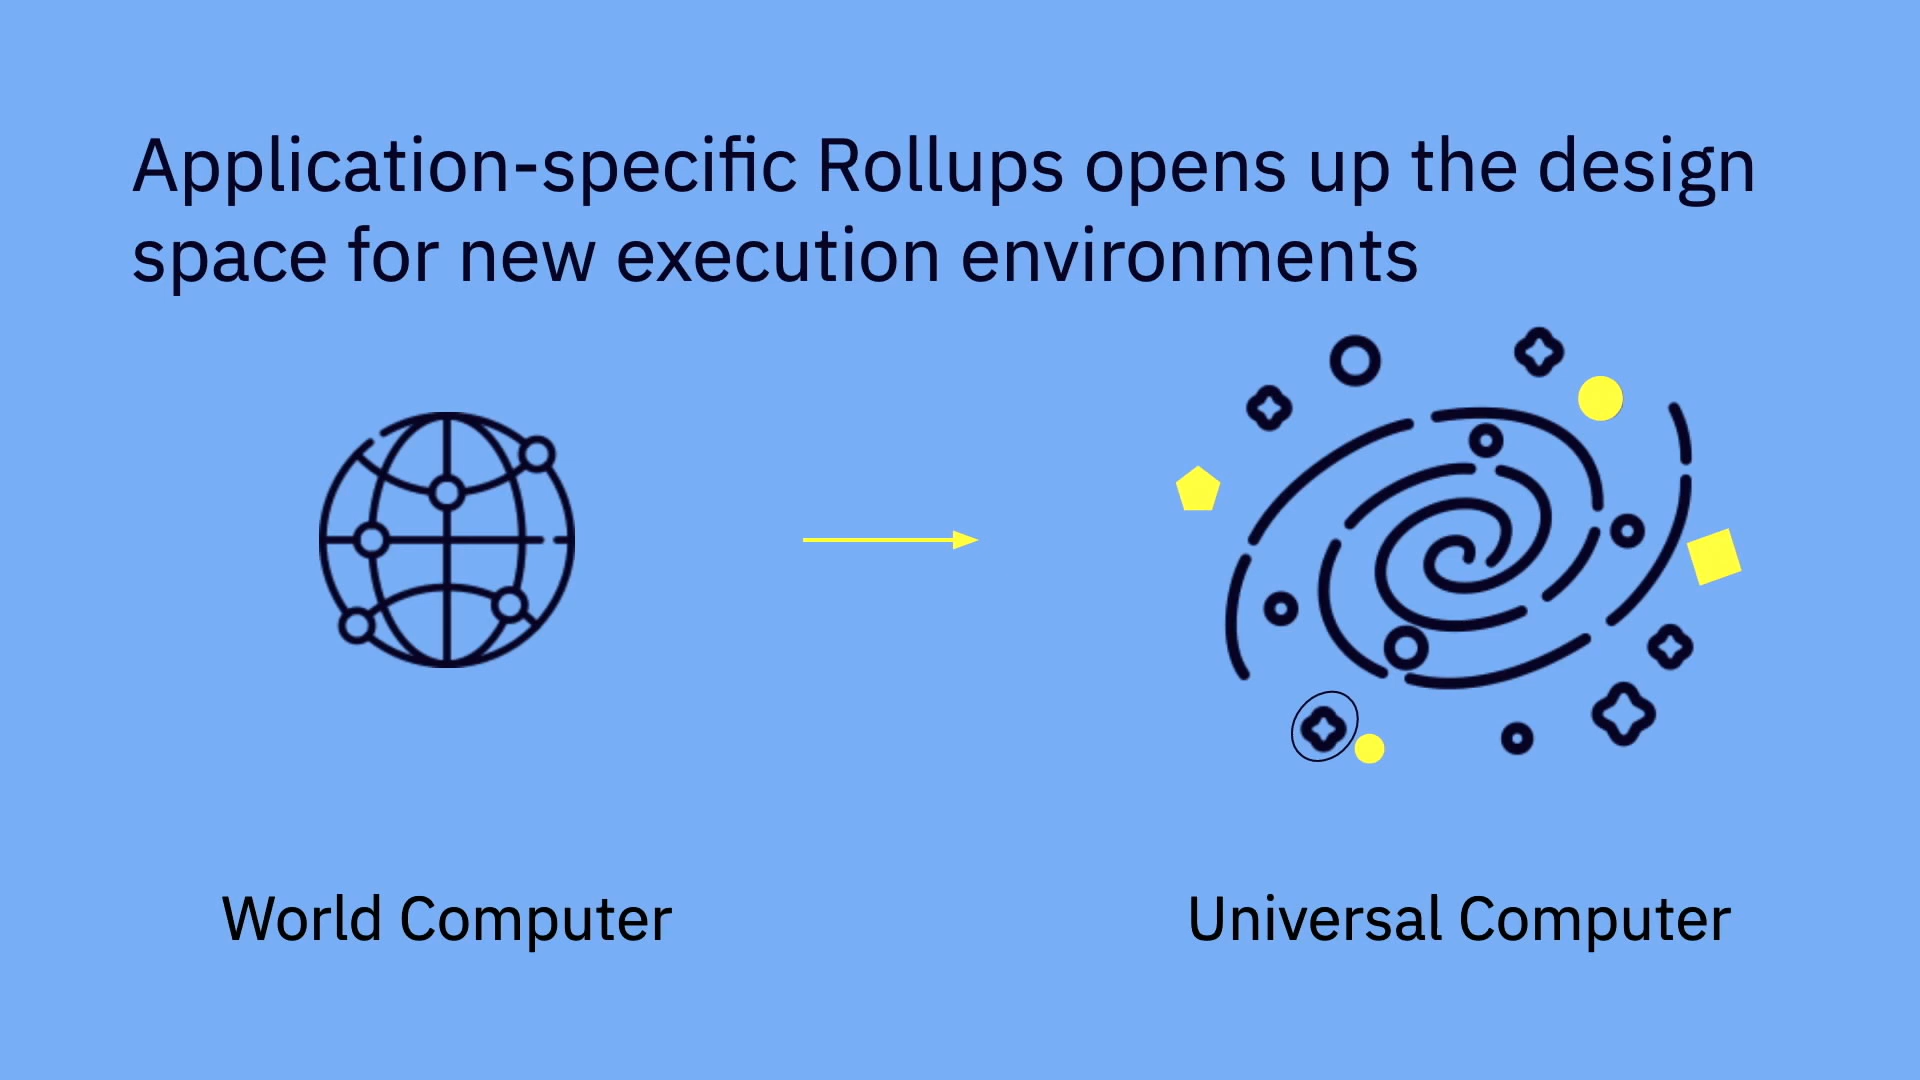 Application-specific Rollups opens up the design
space for new execution environments
World Computer
Universal Computer